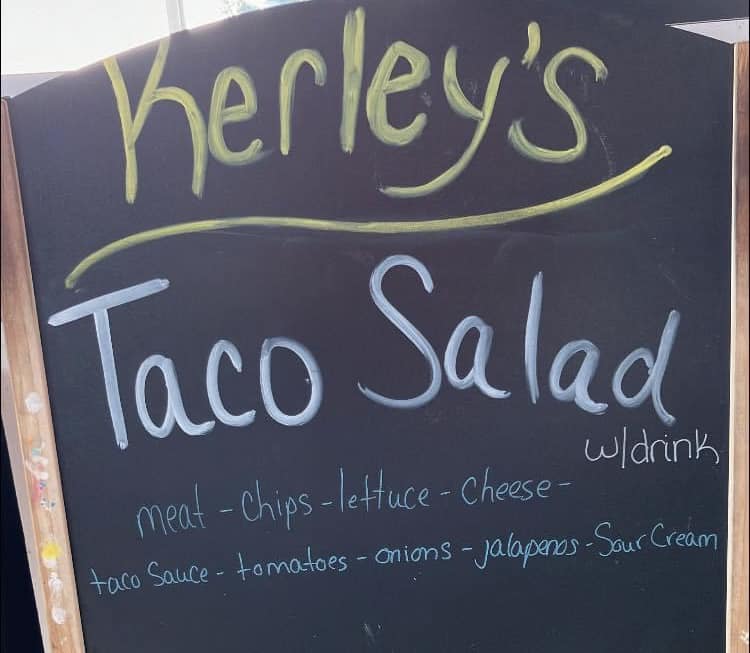 Kerley's
Taco Salad
w/drink
meat - chips - lettuce - cheese -
taco Sauce - tomatoes - onions - jalapenos - Sour Cream